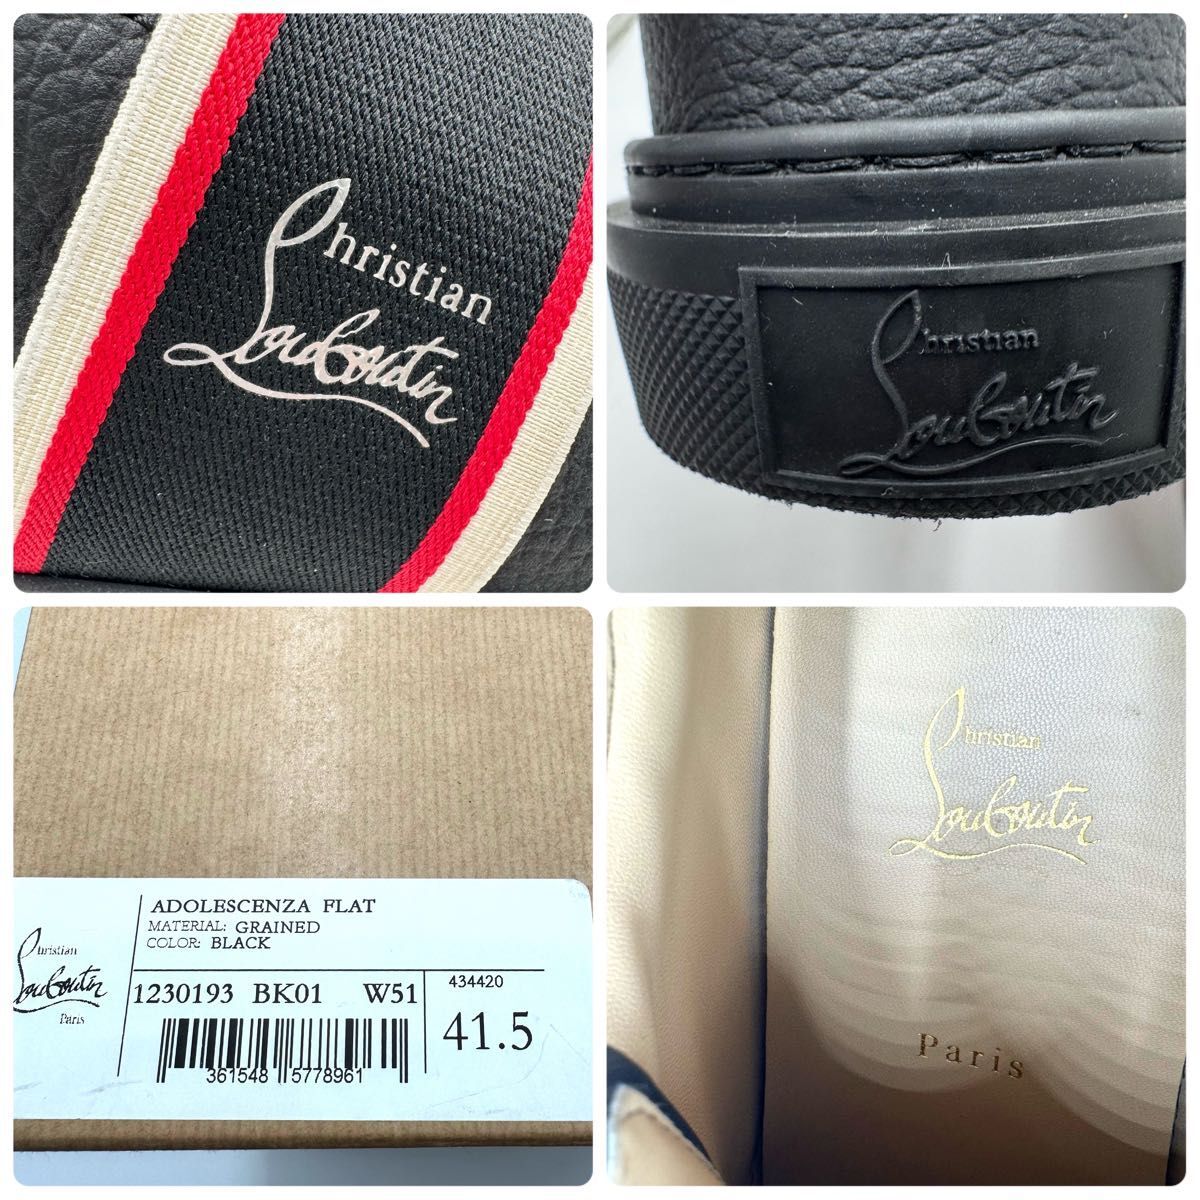 Christian
Louboutin
Christian
Louboutin
Christian
Louboutin
Paris
ADOLESCENZA FLAT
MATERIAL: GRAINED
COLOR: BLACK
1230193 BK01 W51
434420
41.5
361548 5778961
Christian
Louboutin
Paris